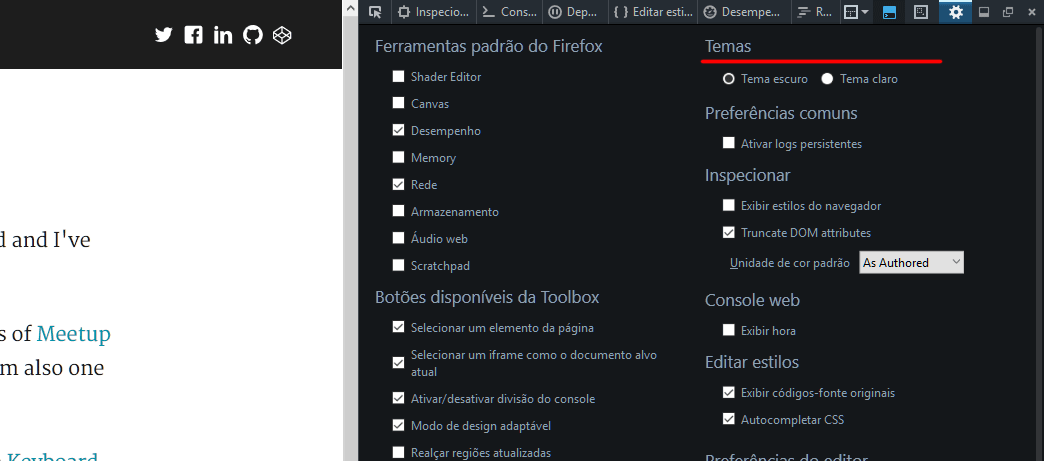 Inspecio...
Cons...
Dep...
{ } Editar esti...
Desempe...
R...
d and I've
s of Meetup
m also one
Keyboard
Ferramentas padrão do Firefox
Shader Editor
Canvas
Desempenho
Memory
Rede
Armazenamento
Áudio web
Scratchpad
Botões disponíveis da Toolbox
Selecionar um elemento da página
Selecionar um iframe como o documento alvo
atual
Ativar/desativar divisão do console
Modo de design adaptável
Realçar regiões atualizadas
Temas
Tema escuro
Tema claro
Preferências comuns
Ativar logs persistentes
Inspecionar
Exibir estilos do navegador
Truncate DOM attributes
Unidade de cor padrão As Authored
Console web
Exibir hora
Editar estilos
Exibir códigos-fonte originais
Autocompletar CSS
Preferências do editor